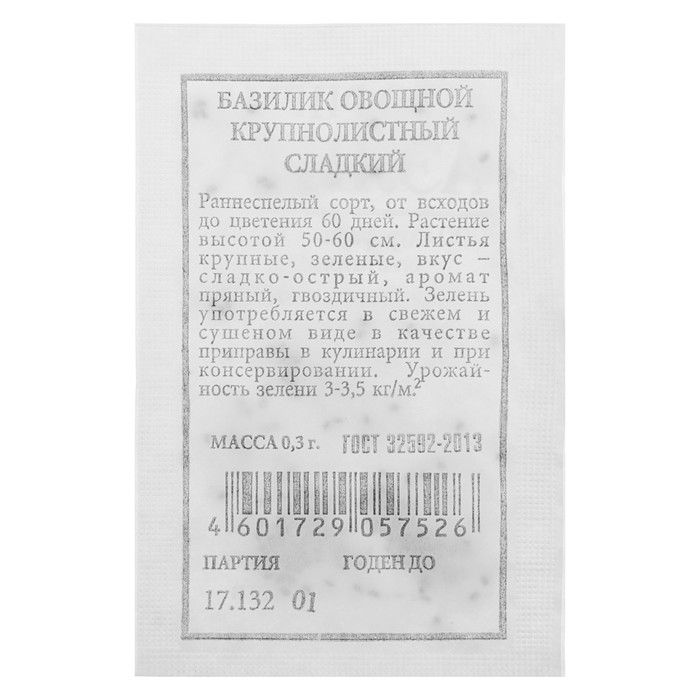 БАЗИЛИК ОВОЩНОЙ
КРУПНОЛИСТНЫЙ
СЛАДКИЙ
Раннеспелый сорт, от всходов
до цветения 60 дней. Растение
высотой 50-60 см. Листья
крупные, зеленые, вкус –
сладко-острый, аромат
пряный, гвоздичный. Зелень
употребляется в свежем и
сушеном виде в качестве
приправы в кулинарии и при
консервировании. Урожай-
ность зелени 3-3,5 кг/м.²
МАССА 0,3 г. ГОСТ 32592-2013
4 601729 057526
ПАРТИЯ ГОДЕН ДО
17.132 01